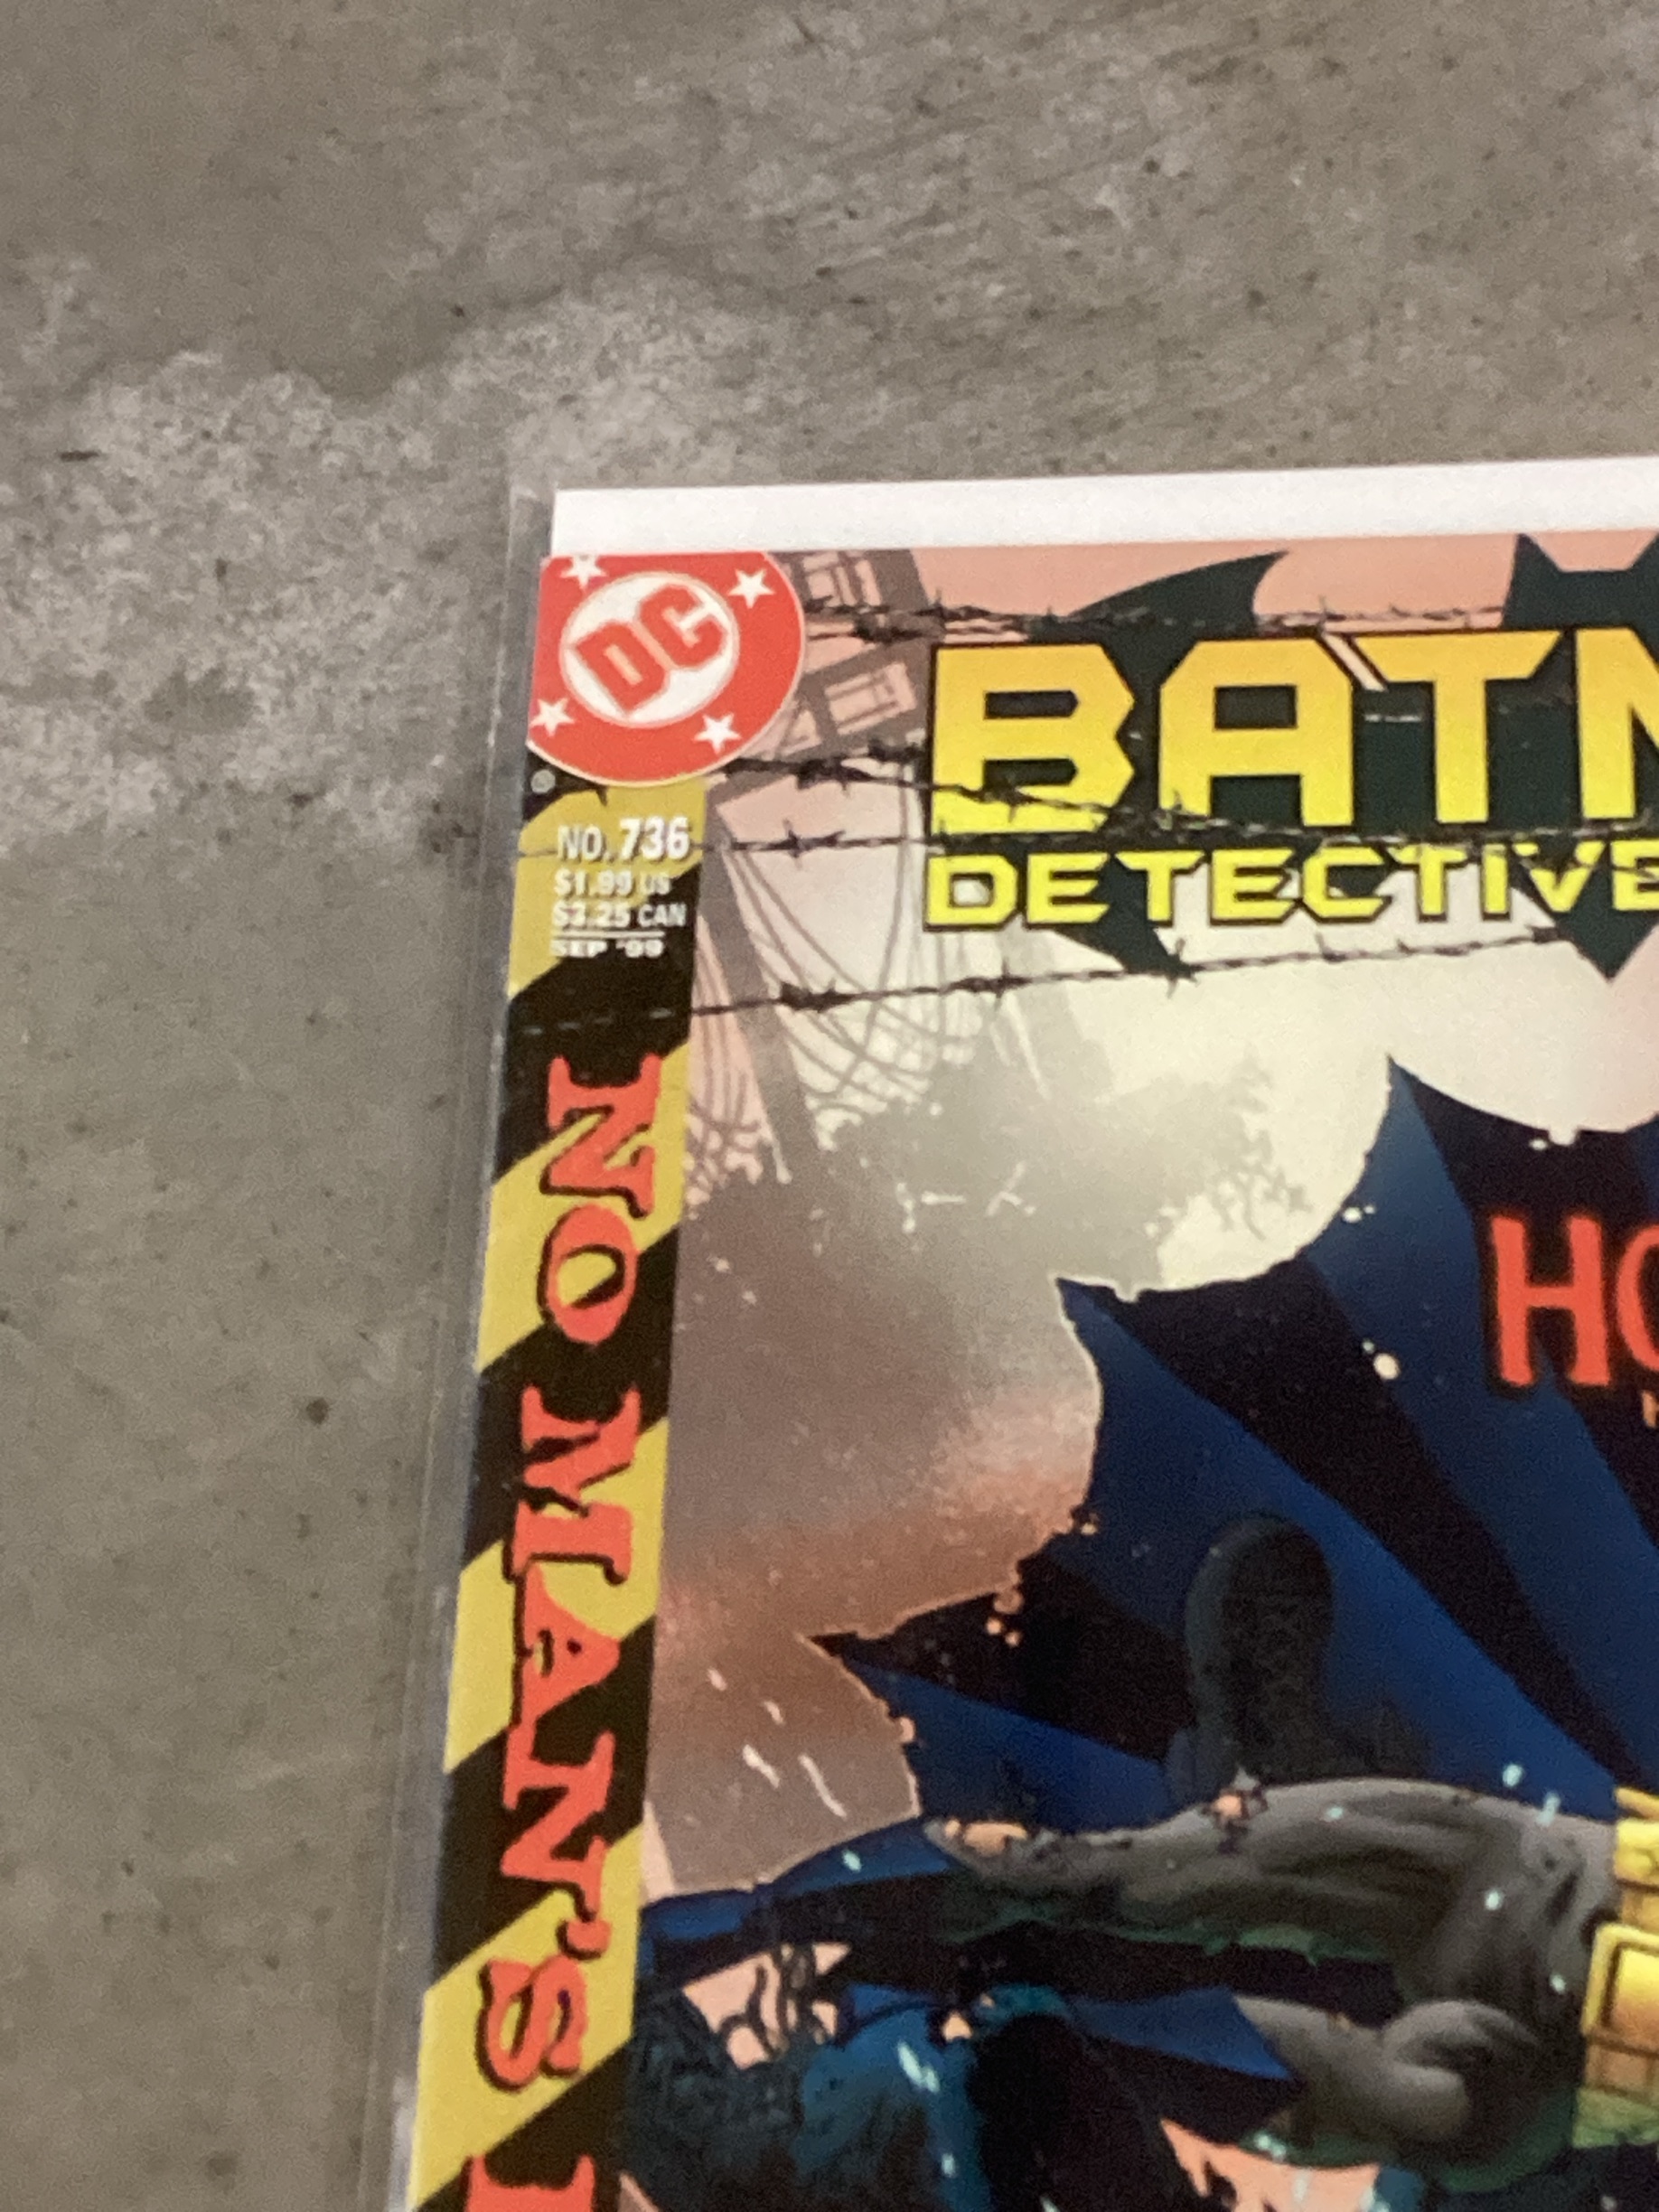 DC
BATM
DETECTIVE
NO. 736
$1.99 US
$3.25 CAN
SEP '99
NO MAN'S L
HO